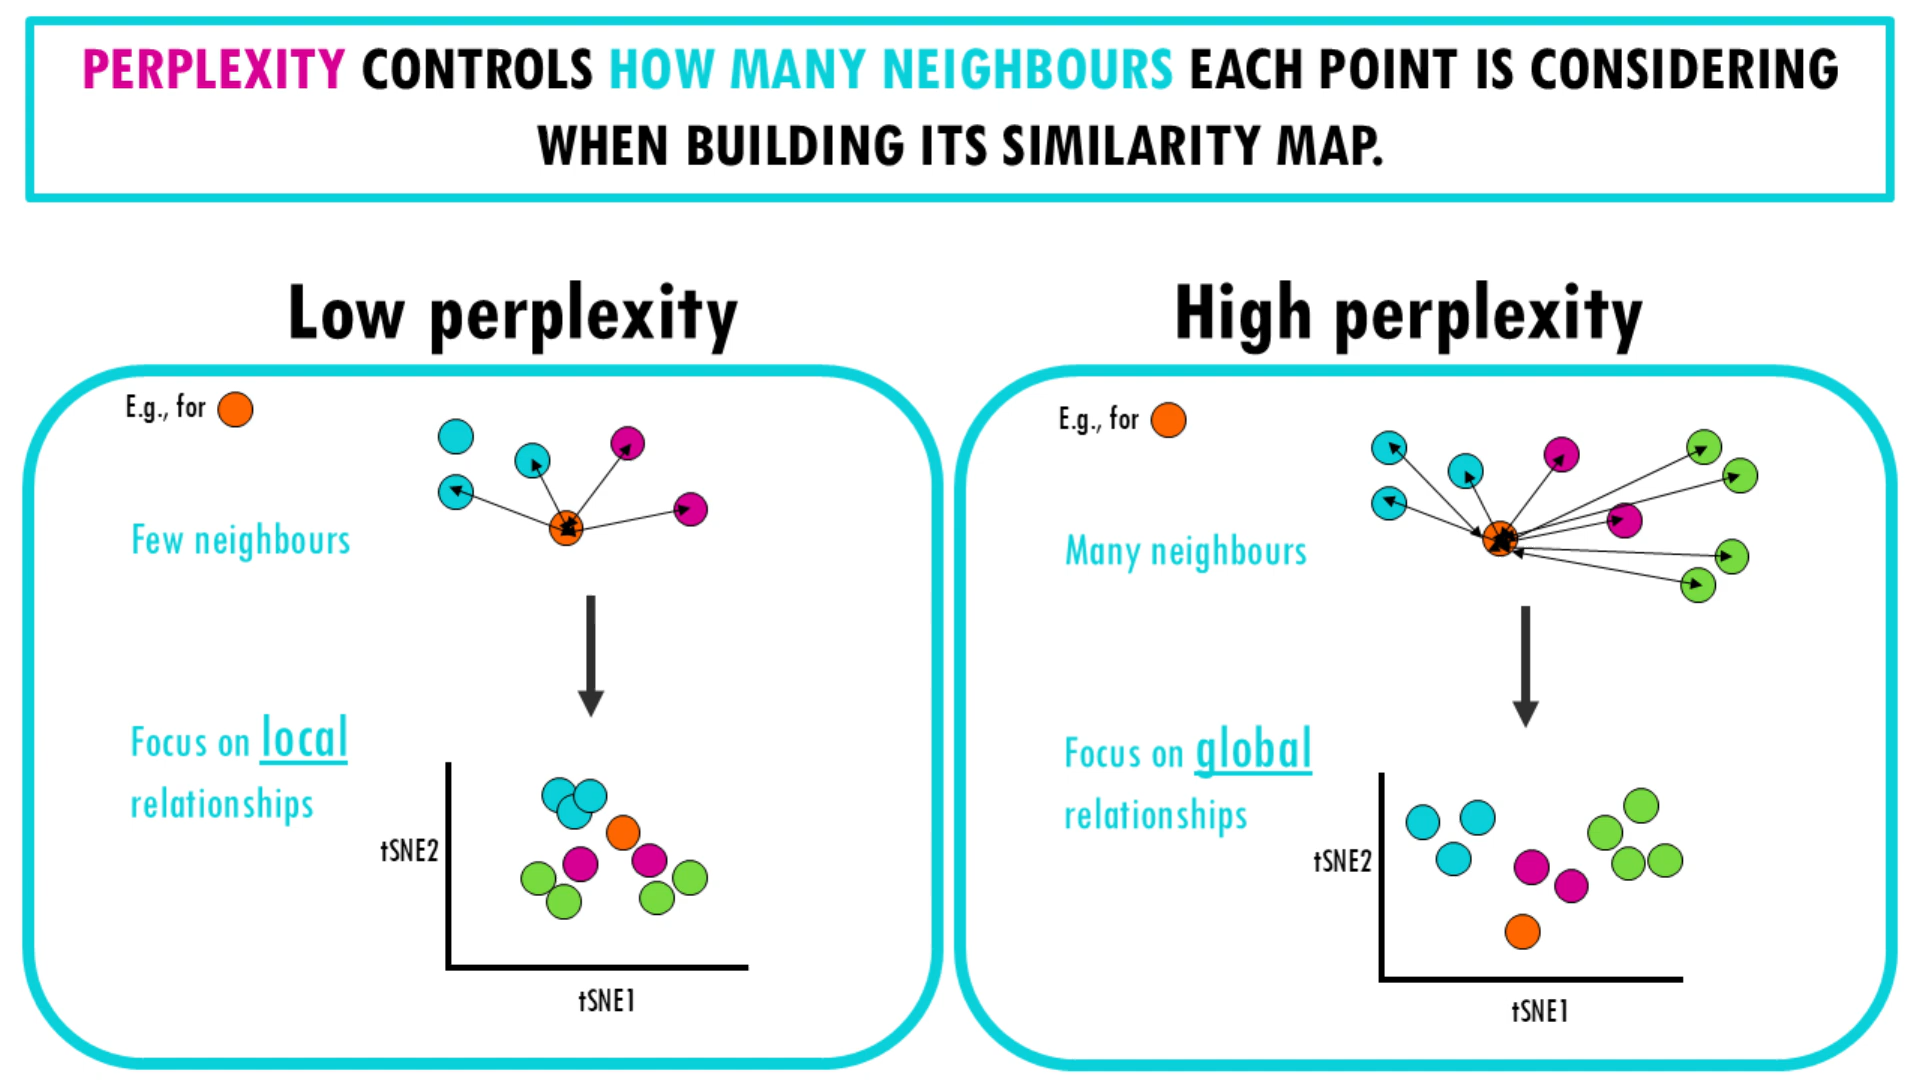 PERPLEXITY CONTROLS HOW MANY NEIGHBOURS EACH POINT IS CONSIDERING
WHEN BUILDING ITS SIMILARITY MAP.
Low perplexity
E.g., for
Few neighbours
Focus on local
relationships
tSNE2
tSNE1
High perplexity
E.g., for
Many neighbours
Focus on global
relationships
tSNE2
tSNE1